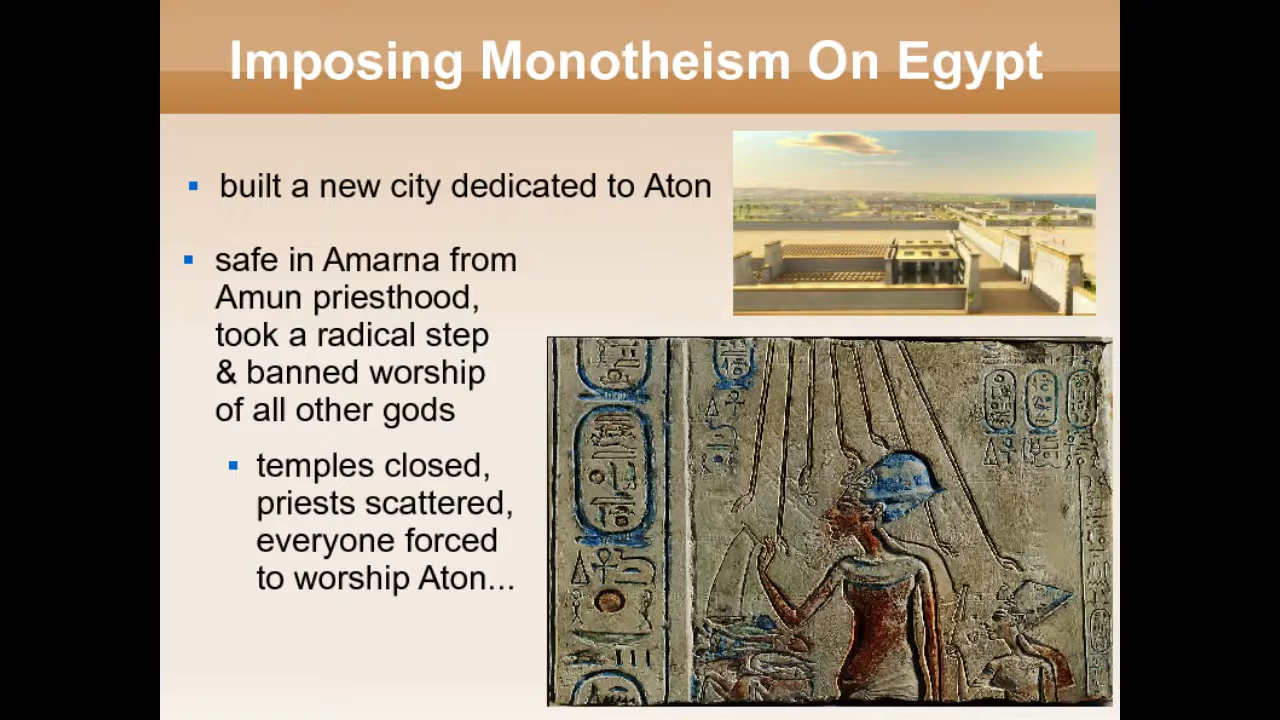 Imposing Monotheism On Egypt
built a new city dedicated to Aton
safe in Amarna from
Amun priesthood,
took a radical step
& banned worship
of all other gods
temples closed,
priests scattered,
everyone forced
to worship Aton...